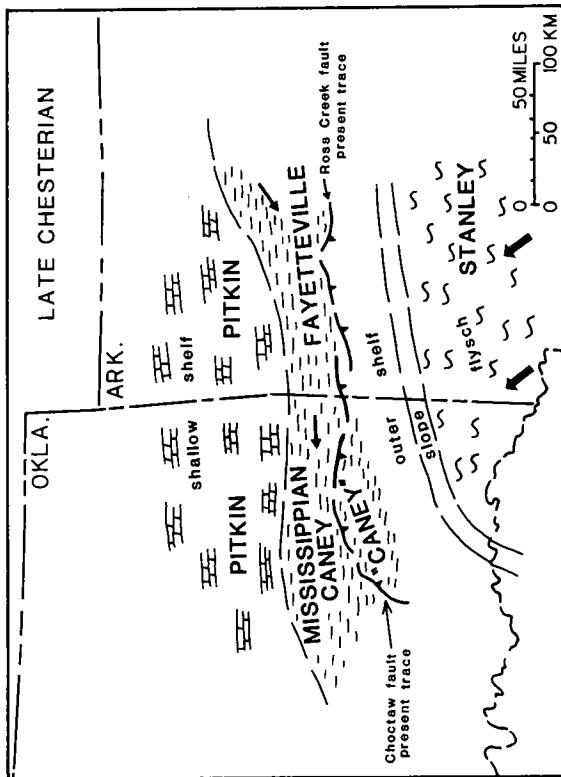 LATE CHESTERIAN
OKLA.
ARK.
shallow
shelf
PITKIN
PITKIN
MISSISSIPPIAN
CANEY
"CANEY"
FAYETTEVILLE
Ross Creek fault
present trace
Choctaw fault
present trace
outer
shelf
slope
STANLEY
flysch
50 MILES
0 50 100 KM
0